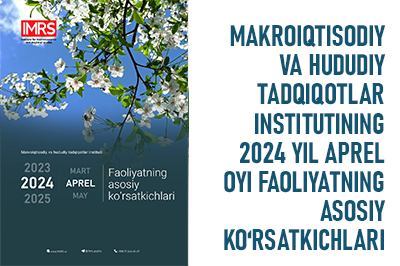 IMRS
Makroiqtisodiy va hududiy tadqiqotlar instituti
2023
2024
2025
MART
APREL
MAY
Faoliyatning
asosiy
ko'rsatkichlari
MAKROIQTISODIY
VA HUDUDIY
TADQIQOTLAR
INSTITUTINING
2024 YIL APREL
OYI FAOLIYATNING
ASOSIY
KO‘RSATKICHLARI